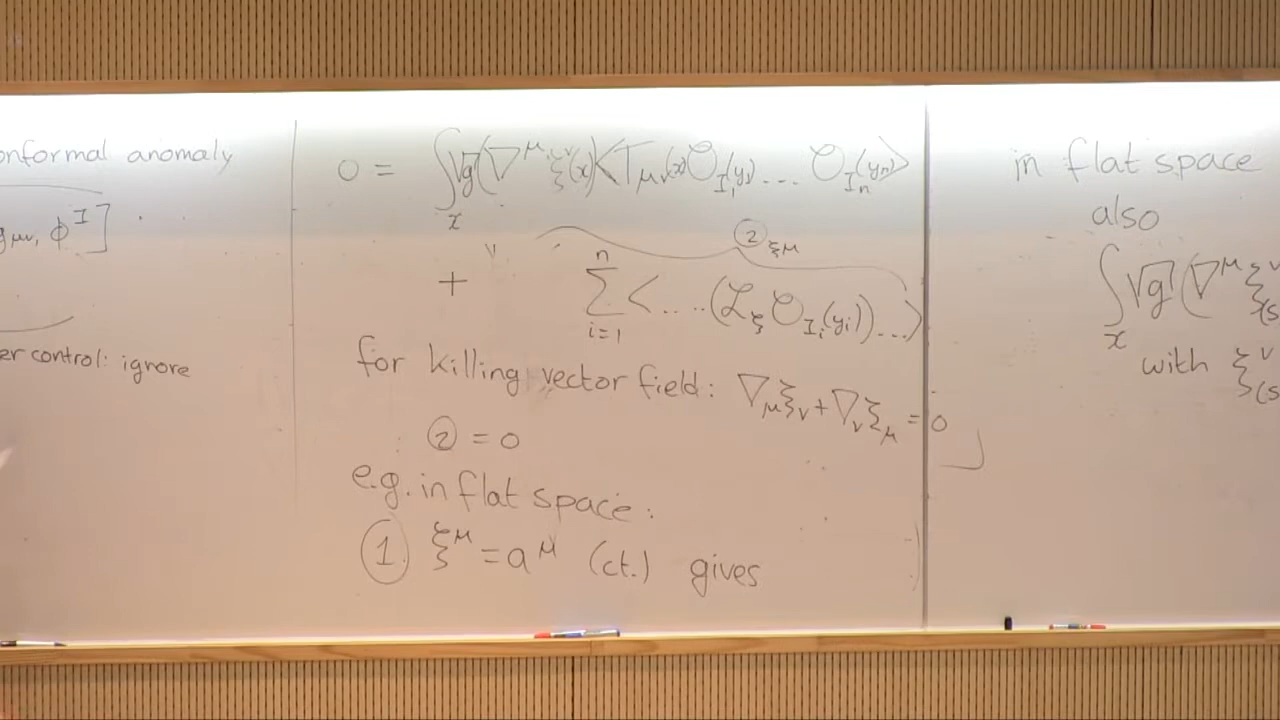 onformal anomaly
gμν, ϕ^I]
er control: ignore
0 = ∫_x √g (∇^μ ξ^ν(x)) <T_μν(x) O_I₁(y₁) .... O_Iₙ(yₙ)>
② ξ^μ
+ Σ_{i=1}^n <.....(ℒ_ξ O_Iᵢ(yᵢ))...>
for killing vector field: ∇_μ ξ_ν + ∇_ν ξ_μ = 0
② = 0
e.g. in flat space:
① ξ^μ = a^μ (ct.) gives
in flat space
also
∫_x √g (∇^μ ξ^ν_(s
with ξ^ν_(s